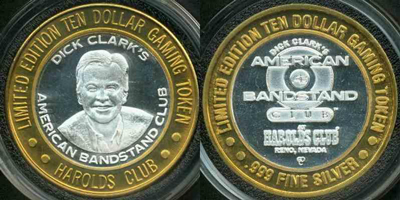 LIMITED EDITION TEN DOLLAR GAMING TOKEN
DICK CLARK'S
AMERICAN BANDSTAND CLUB
HAROLDS CLUB
LIMITED EDITION TEN DOLLAR GAMING TOKEN
DICK CLARK'S
AMERICAN
BANDSTAND
CLUB
HAROLDS CLUB
RENO, NEVADA
.999 FINE SILVER